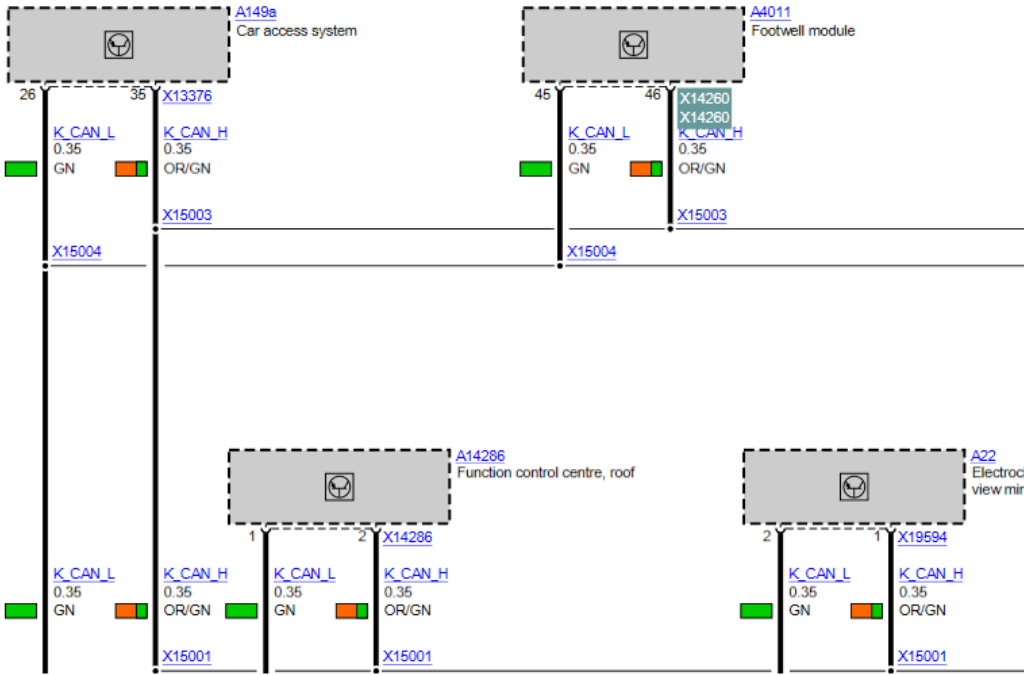 A149a
Car access system
A4011
Footwell module
26
35
X13376
45
46
X14260
X14260
K_CAN_L
0.35
GN
K_CAN_H
0.35
OR/GN
K_CAN_L
0.35
GN
K_CAN_H
0.35
OR/GN
X15003
X15003
X15004
X15004
A14286
Function control centre, roof
A22
Electroc
view mir
1
2
X14286
2
1
X19594
K_CAN_L
0.35
GN
K_CAN_H
0.35
OR/GN
K_CAN_L
0.35
GN
K_CAN_H
0.35
OR/GN
K_CAN_L
0.35
GN
K_CAN_H
0.35
OR/GN
X15001
X15001
X15001